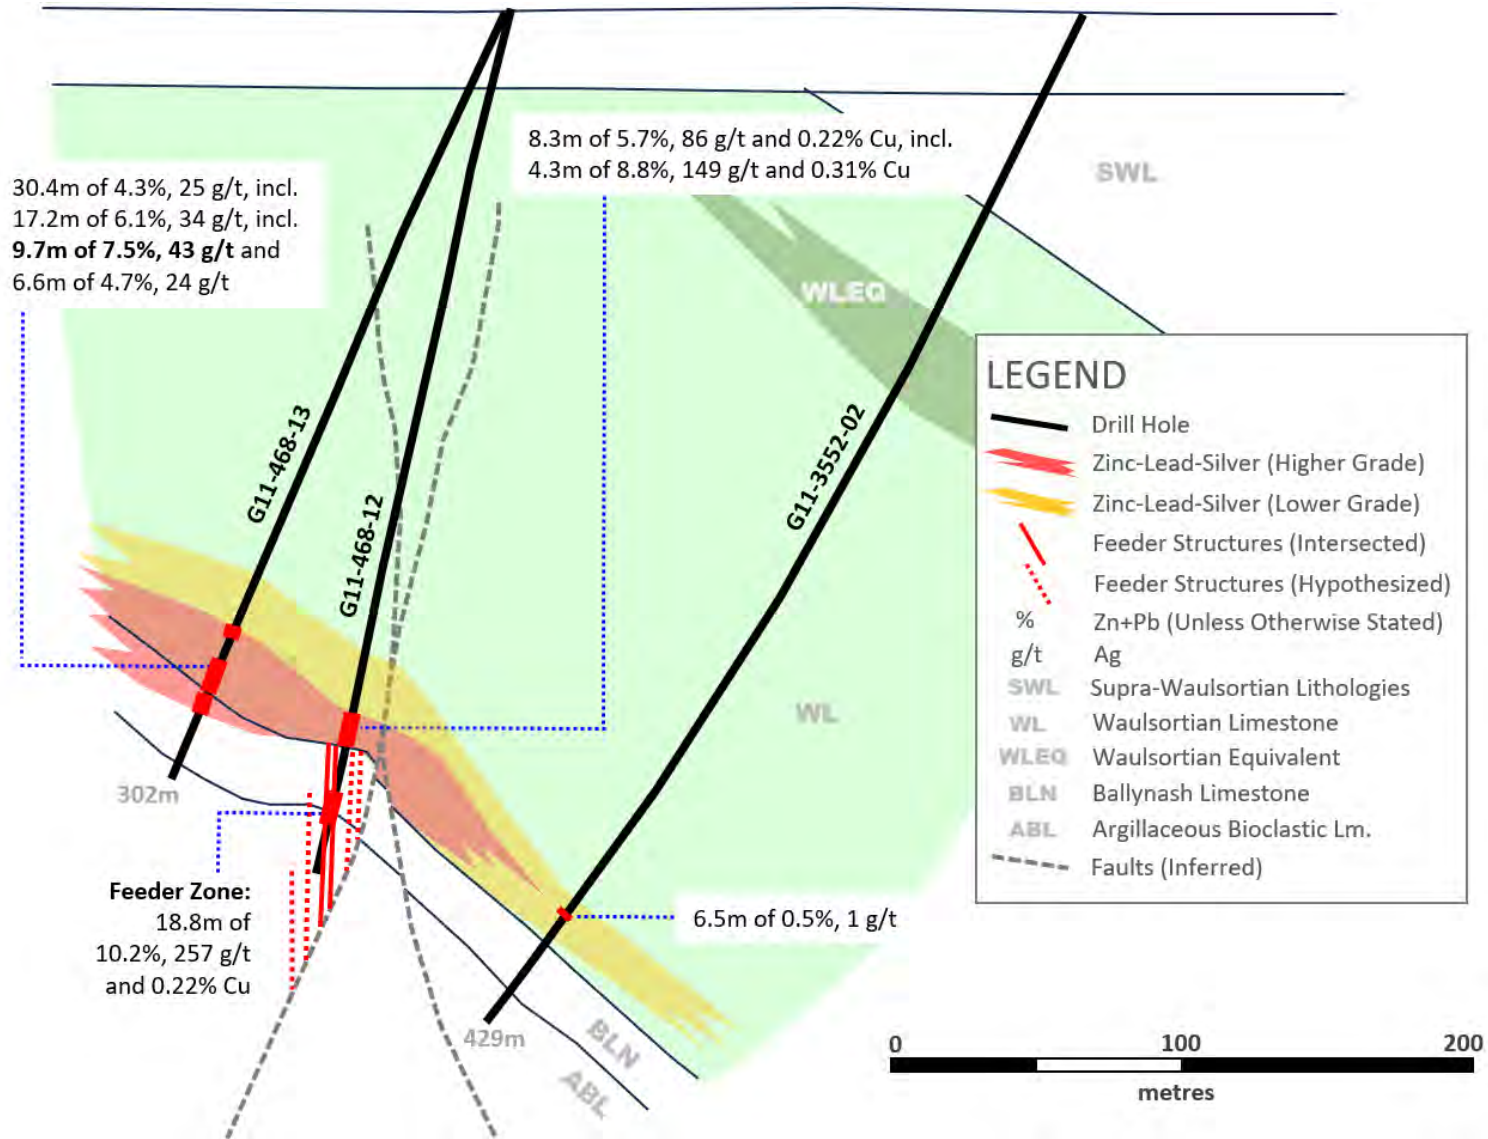 8.3m of 5.7%, 86 g/t and 0.22% Cu, incl.
4.3m of 8.8%, 149 g/t and 0.31% Cu
SWL
30.4m of 4.3%, 25 g/t, incl.
17.2m of 6.1%, 34 g/t, incl.
9.7m of 7.5%, 43 g/t and
6.6m of 4.7%, 24 g/t
WLEQ
G11-468-13
G11-468-12
G11-3552-02
WL
302m
Feeder Zone:
18.8m of
10.2%, 257 g/t
and 0.22% Cu
6.5m of 0.5%, 1 g/t
429m
BLN
ABL
LEGEND
Drill Hole
Zinc-Lead-Silver (Higher Grade)
Zinc-Lead-Silver (Lower Grade)
Feeder Structures (Intersected)
Feeder Structures (Hypothesized)
% Zn+Pb (Unless Otherwise Stated)
g/t Ag
SWL Supra-Waulsortian Lithologies
WL Waulsortian Limestone
WLEQ Waulsortian Equivalent
BLN Ballynash Limestone
ABL Argillaceous Bioclastic Lm.
Faults (Inferred)
0 100 200
metres